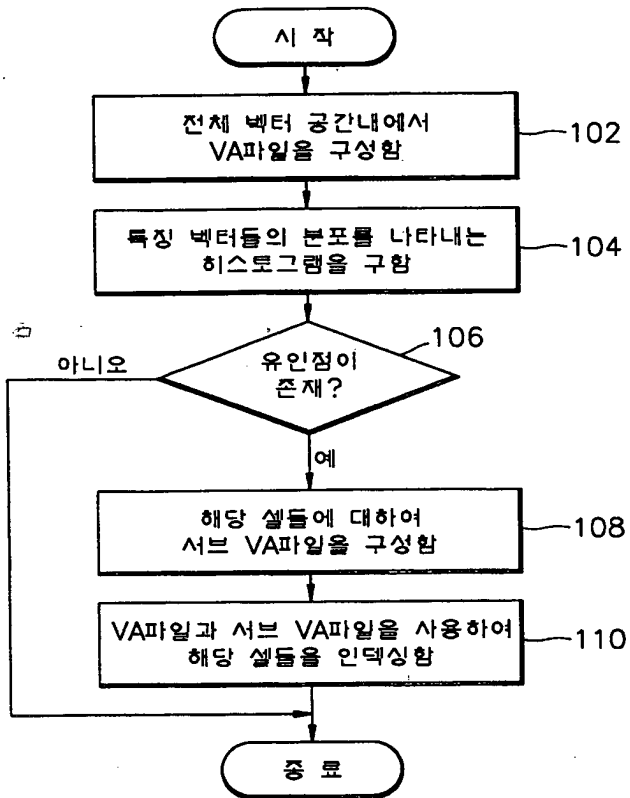 시 작
전체 벡터 공간내에서
VA파일을 구성함
102
특징 벡터들의 분포를 나타내는
히스토그램을 구함
104
유인점이
존재?
106
아니오
예
해당 셀들에 대하여
서브 VA파일을 구성함
108
VA파일과 서브 VA파일을 사용하여
해당 셀들을 인덱싱함
110
종 료